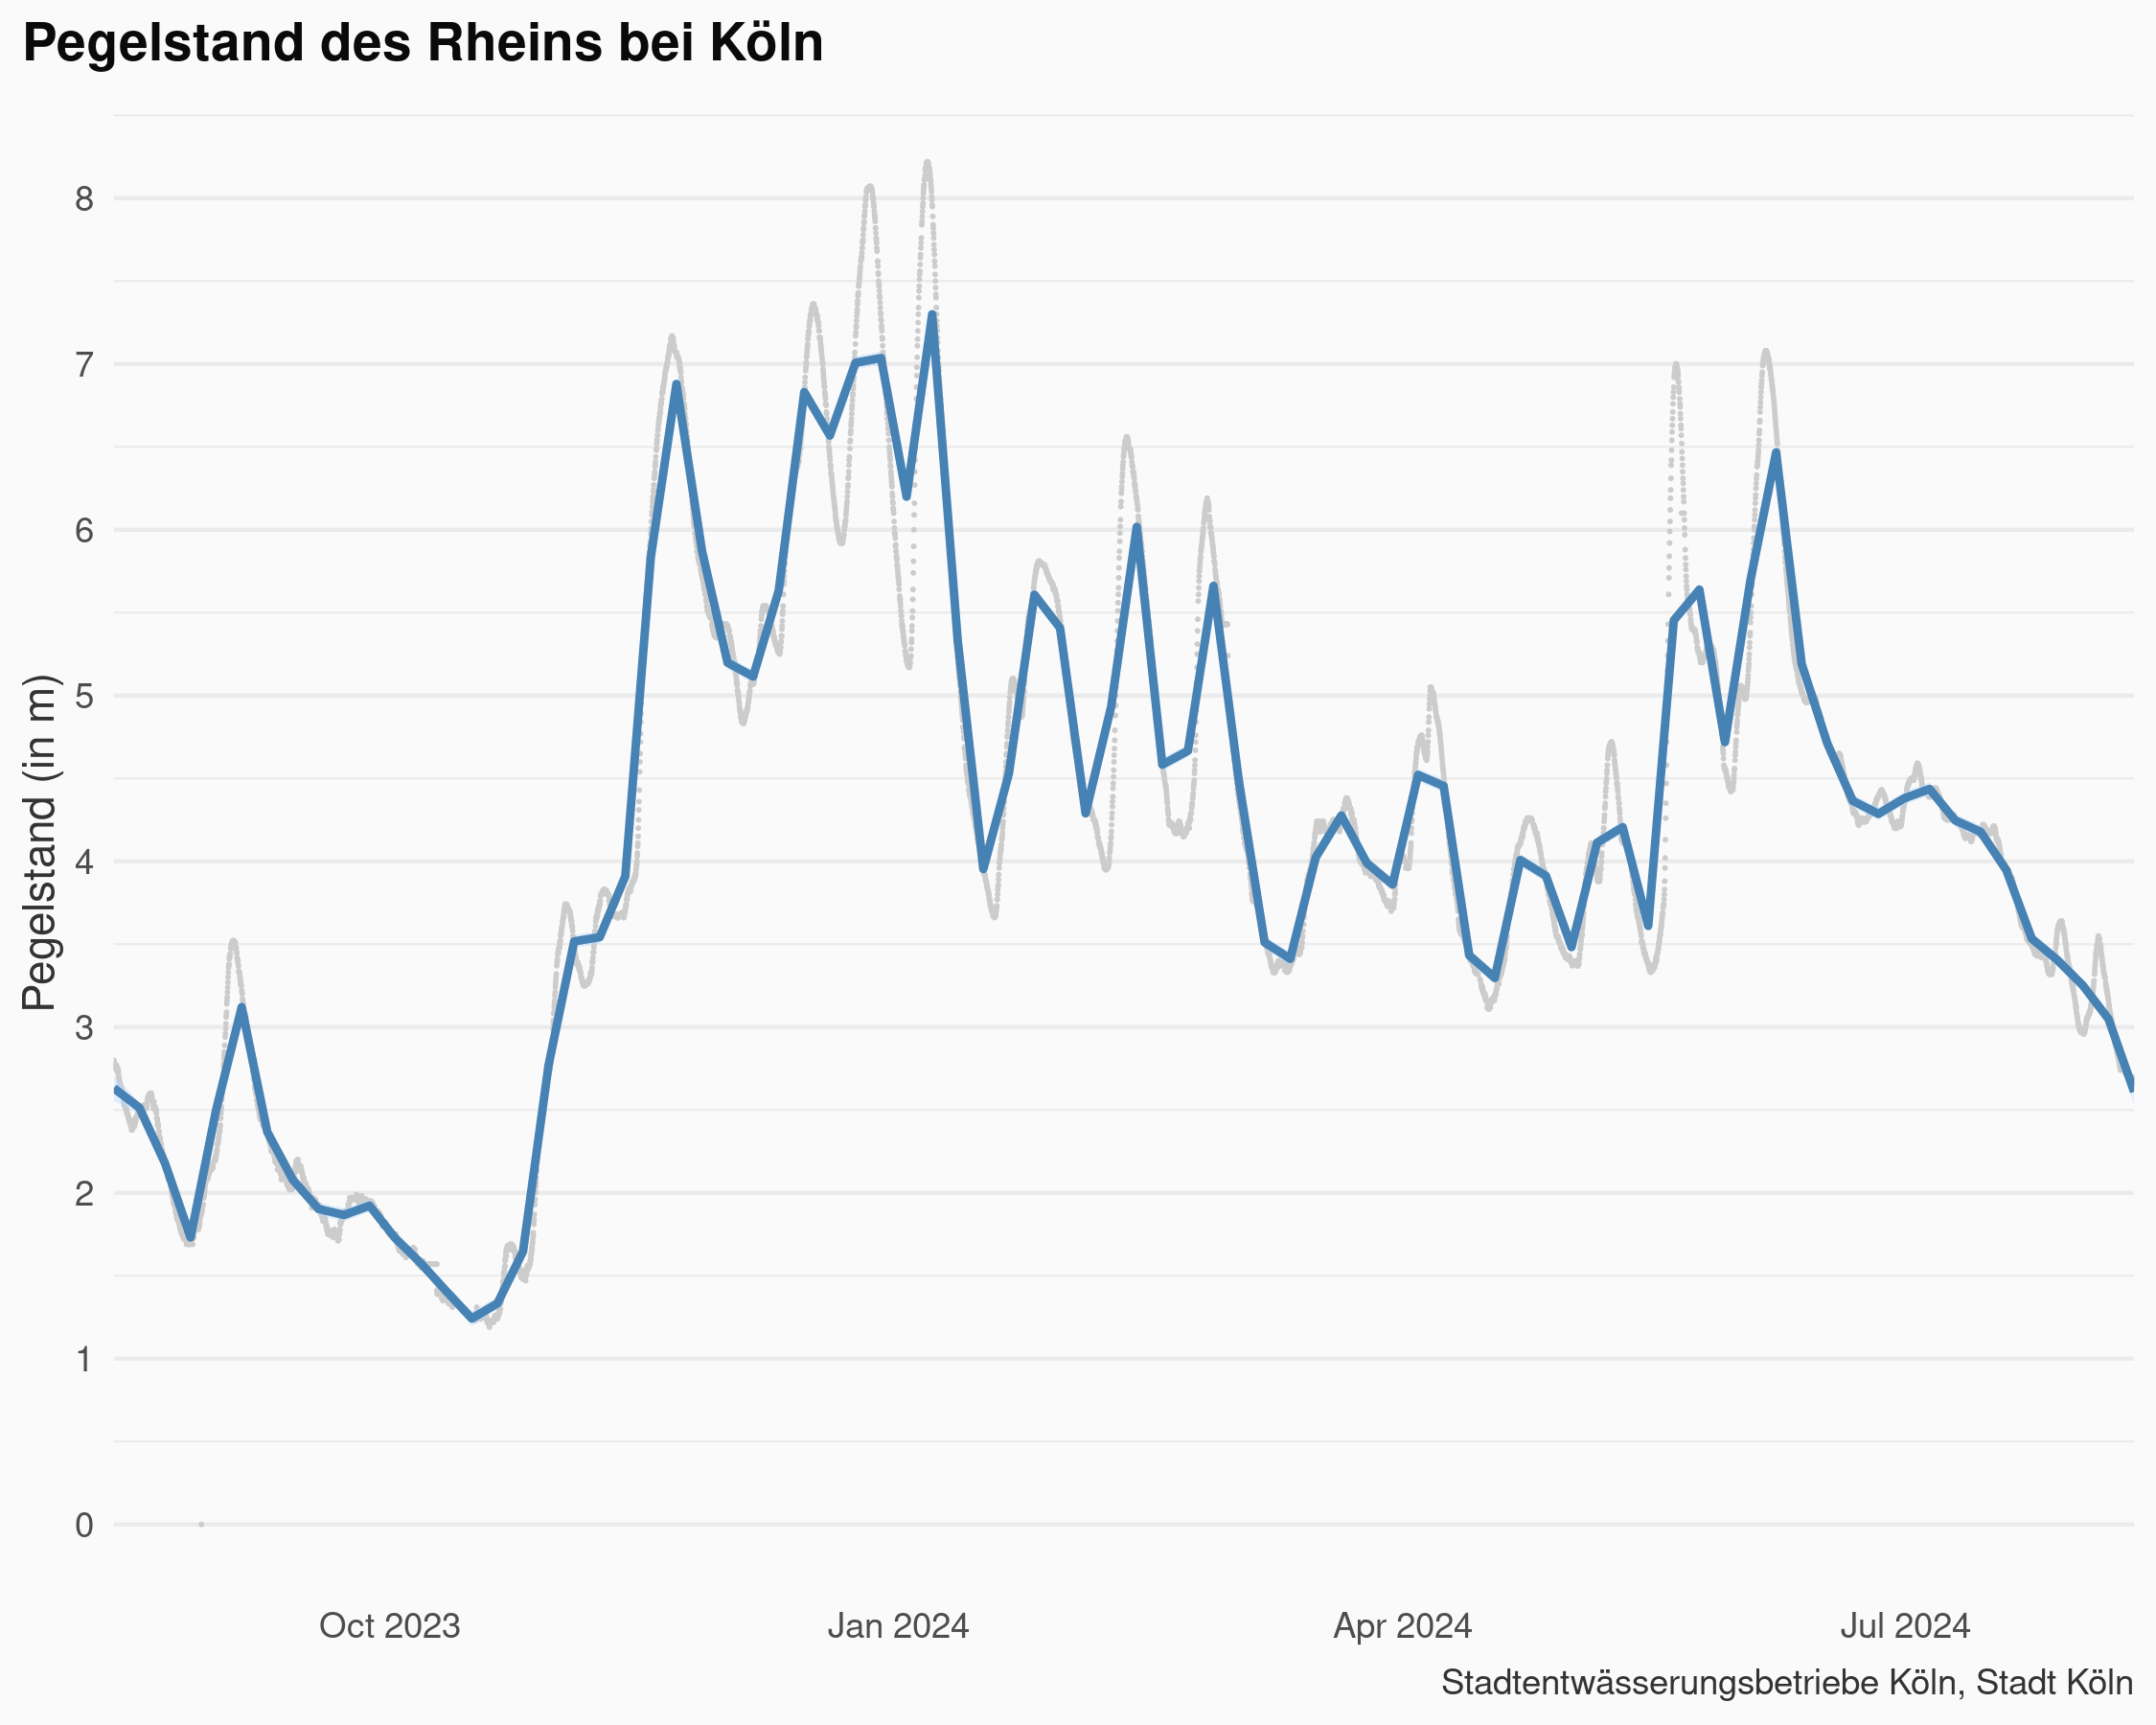 Pegelstand des Rheins bei Köln
Pegelstand (in m)
8
7
6
5
4
3
2
1
0
Oct 2023
Jan 2024
Apr 2024
Jul 2024
Stadtentwässerungsbetriebe Köln, Stadt Köln